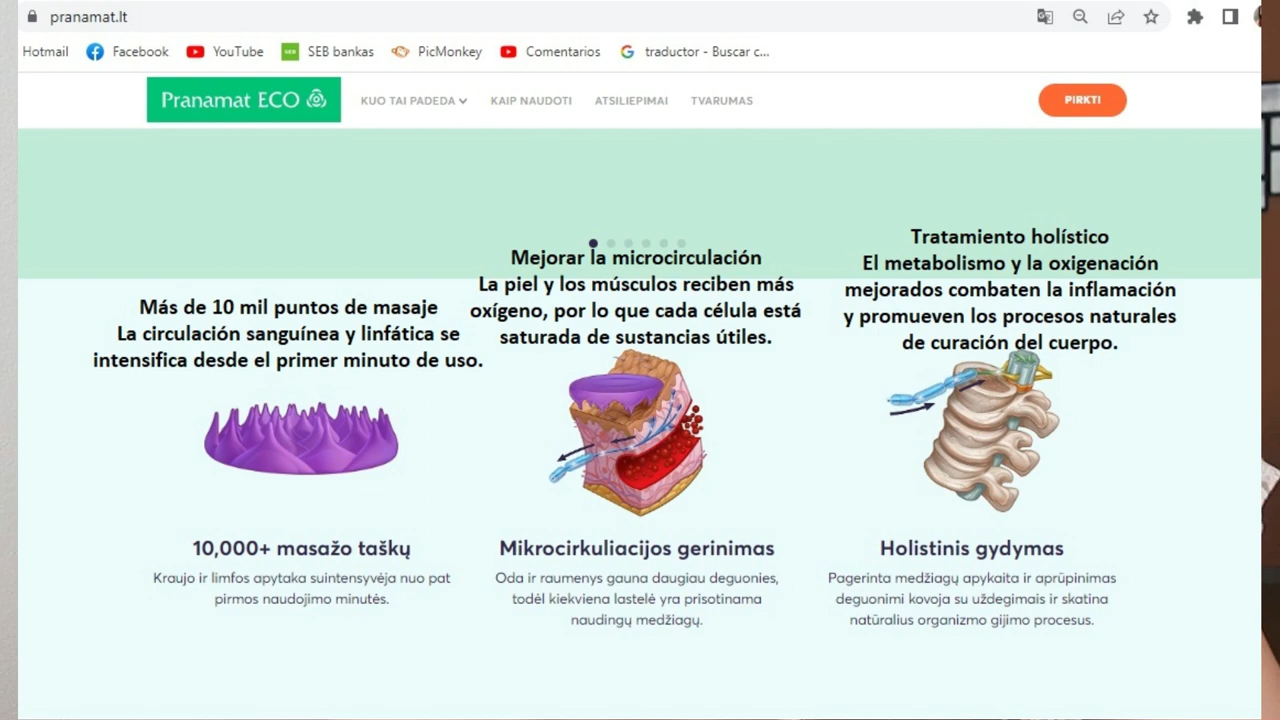 pranamat.lt
Hotmail Facebook YouTube SEB bankas PicMonkey Comentarios traductor - Buscar c...
Pranamat ECO KUO TAI PADEDA KAIP NAUDOTI ATSILIEPIMAI TVARUMAS PIRKTI
Más de 10 mil puntos de masaje
La circulación sanguínea y linfática se
intensifica desde el primer minuto de uso.
Mejorar la microcirculación
La piel y los músculos reciben más
oxígeno, por lo que cada célula está
saturada de sustancias útiles.
Tratamiento holístico
El metabolismo y la oxigenación
mejorados combaten la inflamación
y promueven los procesos naturales
de curación del cuerpo.
10,000+ masažo taškų
Kraujo ir limfos apytaka suintensyvėja nuo pat
pirmos naudojimo minutės.
Mikrocirkuliacijos gerinimas
Oda ir raumenys gauna daugiau deguonies,
todėl kiekviena lastelė yra prisotinama
naudingų medžiagų.
Holistinis gydymas
Pagerinta medžiagų apykaita ir aprūpinimas
deguonimi kovoja su uždegimais ir skatina
natūralius organizmo gijimo procesus.